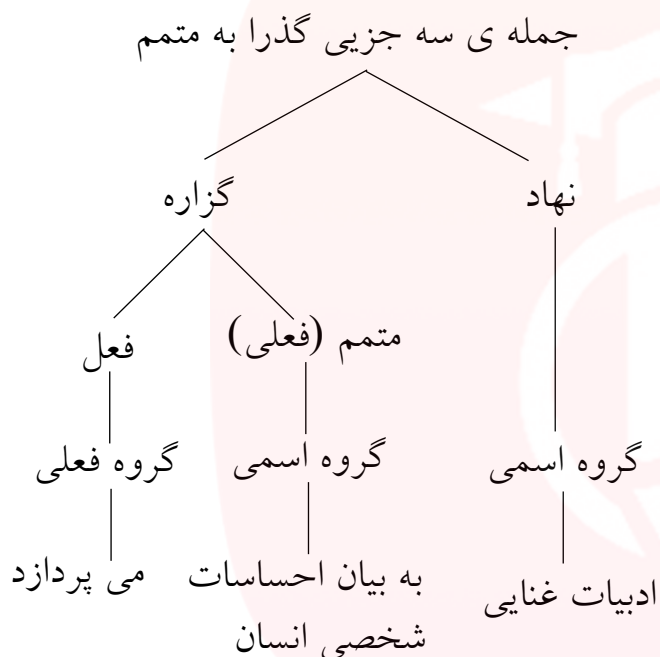 جمله ی سه جزیی گذرا به متمم
نهاد
گزاره
متمم (فعلی)
فعل
گروه اسمی
گروه اسمی
گروه فعلی
ادبیات غنایی
به بیان احساسات
شخصی انسان
می پردازد